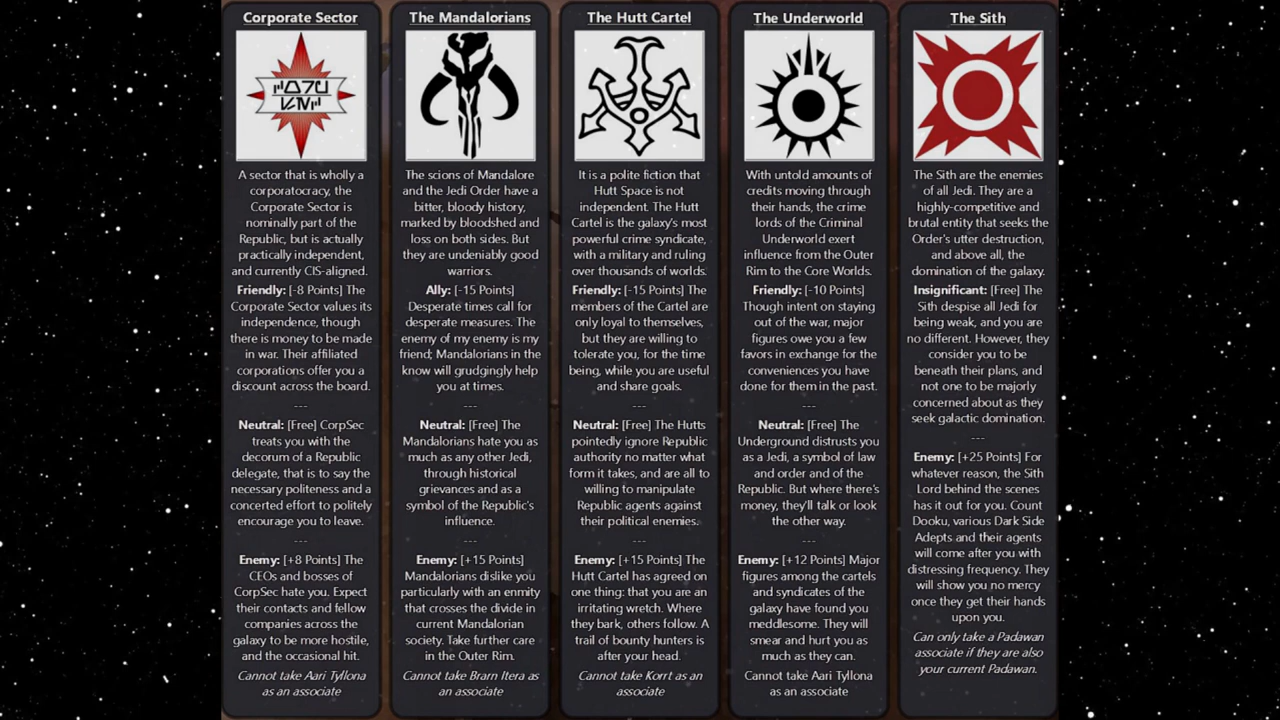 Corporate Sector
A sector that is wholly a
corporatocracy, the
Corporate Sector is
nominally part of the
Republic, but is actually
practically independent,
and currently CIS-aligned.
Friendly: [-8 Points] The
Corporate Sector values its
independence, though
there is money to be made
in war. Their affiliated
corporations offer you a
discount across the board.
---
Neutral: [Free] CorpSec
treats you with the
decorum of a Republic
delegate, that is to say the
necessary politeness and a
concerted effort to politely
encourage you to leave.
---
Enemy: [+8 Points] The
CEOs and bosses of
CorpSec hate you. Expect
their contacts and fellow
companies across the
galaxy to be more hostile,
and the occasional hit.
Cannot take Aari Tyllona
as an associate
The Mandalorians
The scions of Mandalore
and the Jedi Order have a
bitter, bloody history,
marked by bloodshed and
loss on both sides. But
they are undeniably good
warriors.
Ally: [-15 Points]
Desperate times call for
desperate measures. The
enemy of my enemy is my
friend; Mandalorians in the
know will grudgingly help
you at times.
---
Neutral: [Free] The
Mandalorians hate you as
much as any other Jedi,
through historical
grievances and as a
symbol of the Republic's
influence.
---
Enemy: [+15 Points]
Mandalorians dislike you
particularly with an enmity
that crosses the divide in
current Mandalorian
society. Take further care
in the Outer Rim.
Cannot take Brarn Itera as
an associate
The Hutt Cartel
It is a polite fiction that
Hutt Space is not
independent. The Hutt
Cartel is the galaxy's most
powerful crime syndicate,
with a military and ruling
over thousands of worlds.
Friendly: [-15 Points] The
members of the Cartel are
only loyal to themselves,
but they are willing to
tolerate you, for the time
being, while you are useful
and share goals.
---
Neutral: [Free] The Hutts
pointedly ignore Republic
authority no matter what
form it takes, and are all to
willing to manipulate
Republic agents against
their political enemies.
---
Enemy: [+15 Points] The
Hutt Cartel has agreed on
one thing: that you are an
irritating wretch. Where
they bark, others follow. A
trail of bounty hunters is
after your head.
Cannot take Korrt as an
associate
The Underworld
With untold amounts of
credits moving through
their hands, the crime
lords of the Criminal
Underworld exert
influence from the Outer
Rim to the Core Worlds.
Friendly: [-10 Points]
Though intent on staying
out of the war, major
figures owe you a few
favors in exchange for the
conveniences you have
done for them in the past.
---
Neutral: [Free] The
Underground distrusts you
as a Jedi, a symbol of law
and order and of the
Republic. But where there's
money, they'll talk or look
the other way.
---
Enemy: [+12 Points] Major
figures among the cartels
and syndicates of the
galaxy have found you
meddlesome. They will
smear and hurt you as
much as they can.
Cannot take Aari Tyllona
as an associate
The Sith
The Sith are the enemies
of all Jedi. They are a
highly-competitive and
brutal entity that seeks the
Order's utter destruction,
and above all, the
domination of the galaxy.
Insignificant: [Free] The
Sith despise all Jedi for
being weak, and you are
no different. However, they
consider you to be
beneath their plans, and
not one to be majorly
concerned about as they
seek galactic domination.
---
Enemy: [+25 Points] For
whatever reason, the Sith
Lord behind the scenes
has it out for you. Count
Dooku, various Dark Side
Adepts and their agents
will come after you with
distressing frequency. They
will show you no mercy
once they get their hands
upon you.
Can only take a Padawan
associate if they are also
your current Padawan.